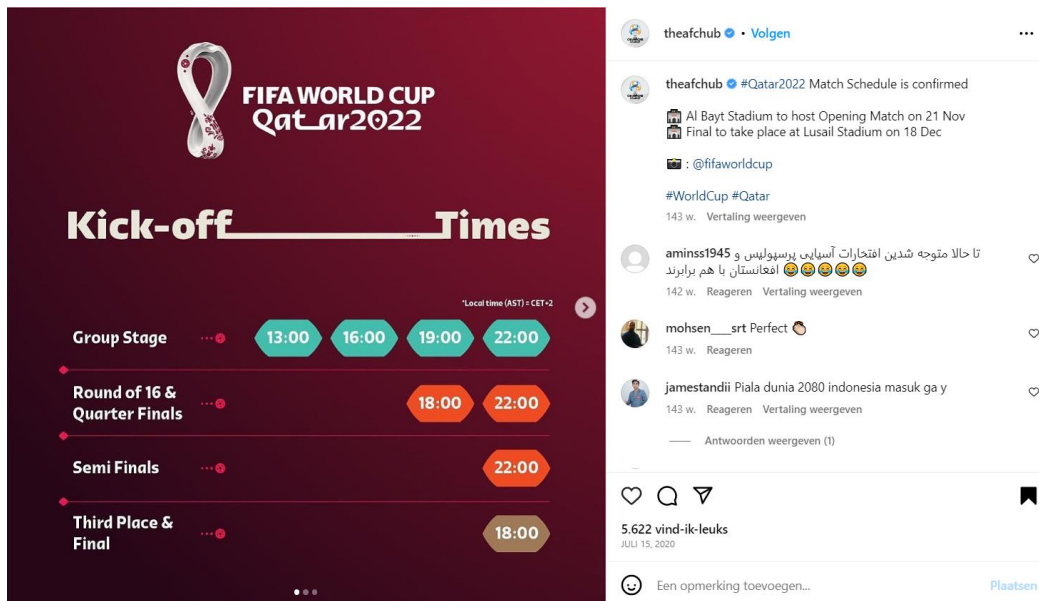 FIFA WORLD CUP
Qatar2022
Kick-off Times
*Local time (AST) = CET+2
Group Stage 13:00 16:00 19:00 22:00
Round of 16 &
Quarter Finals
18:00 22:00
Semi Finals 22:00
Third Place &
Final
18:00
theafchub • Volgen
theafchub #Qatar2022 Match Schedule is confirmed
🏟 Al Bayt Stadium to host Opening Match on 21 Nov
🏟 Final to take place at Lusail Stadium on 18 Dec
📸 : @fifaworldcup
#WorldCup #Qatar
143 w. Vertaling weergeven
aminss1945 تا حالا متوجه شدین افتخارات آسیایی پرسپولیس و
افغانستان با هم برابرند 😂😂😂😂😂
142 w. Reageren Vertaling weergeven
mohsen___srt Perfect 👏🏻
143 w. Reageren
jamestandii Piala dunia 2080 indonesia masuk ga y
143 w. Reageren Vertaling weergeven
Antwoorden weergeven (1)
5.622 vind-ik-leuks
JULI 15, 2020
Een opmerking toevoegen...
Plaatsen